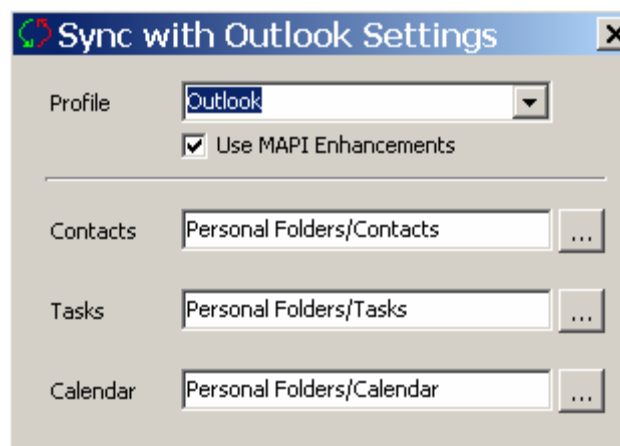 Sync with Outlook Settings
Profile
Outlook
Use MAPI Enhancements
Contacts
Personal Folders/Contacts
...
Tasks
Personal Folders/Tasks
...
Calendar
Personal Folders/Calendar
...